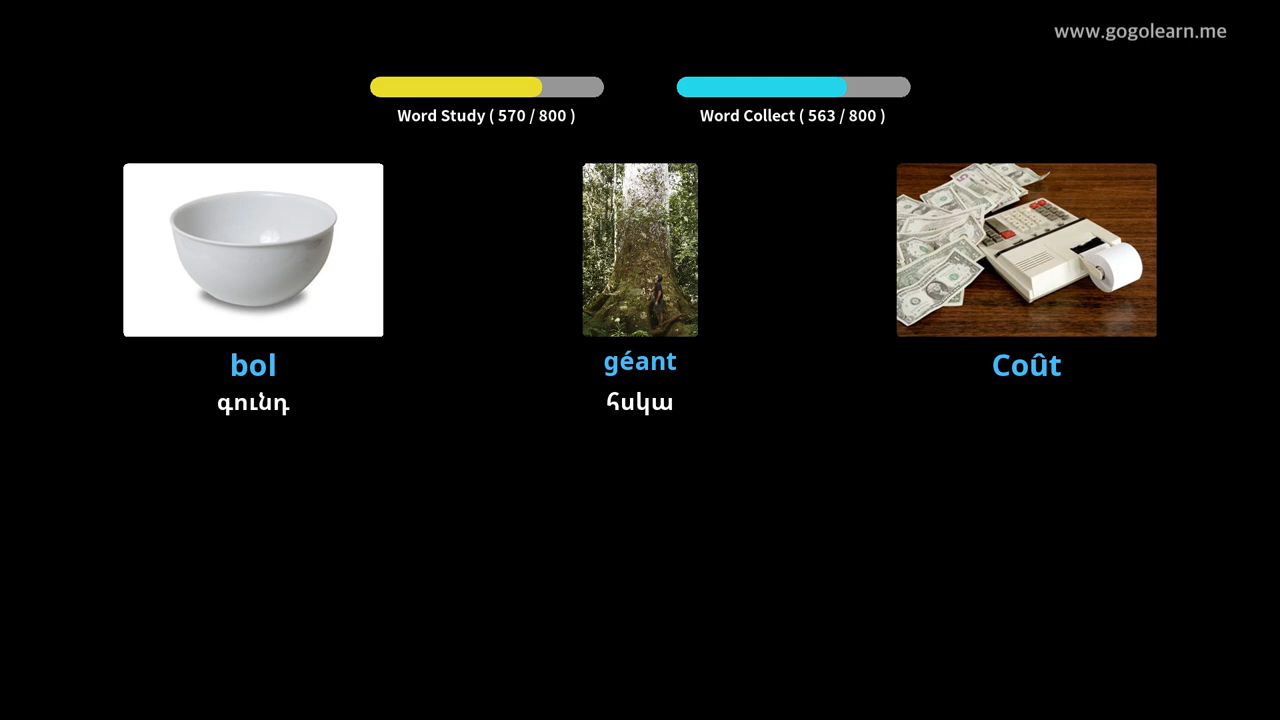 www.gogolearn.me
Word Study ( 570 / 800 )
Word Collect ( 563 / 800 )
bol
géant
Coût
գունդ
հսկա